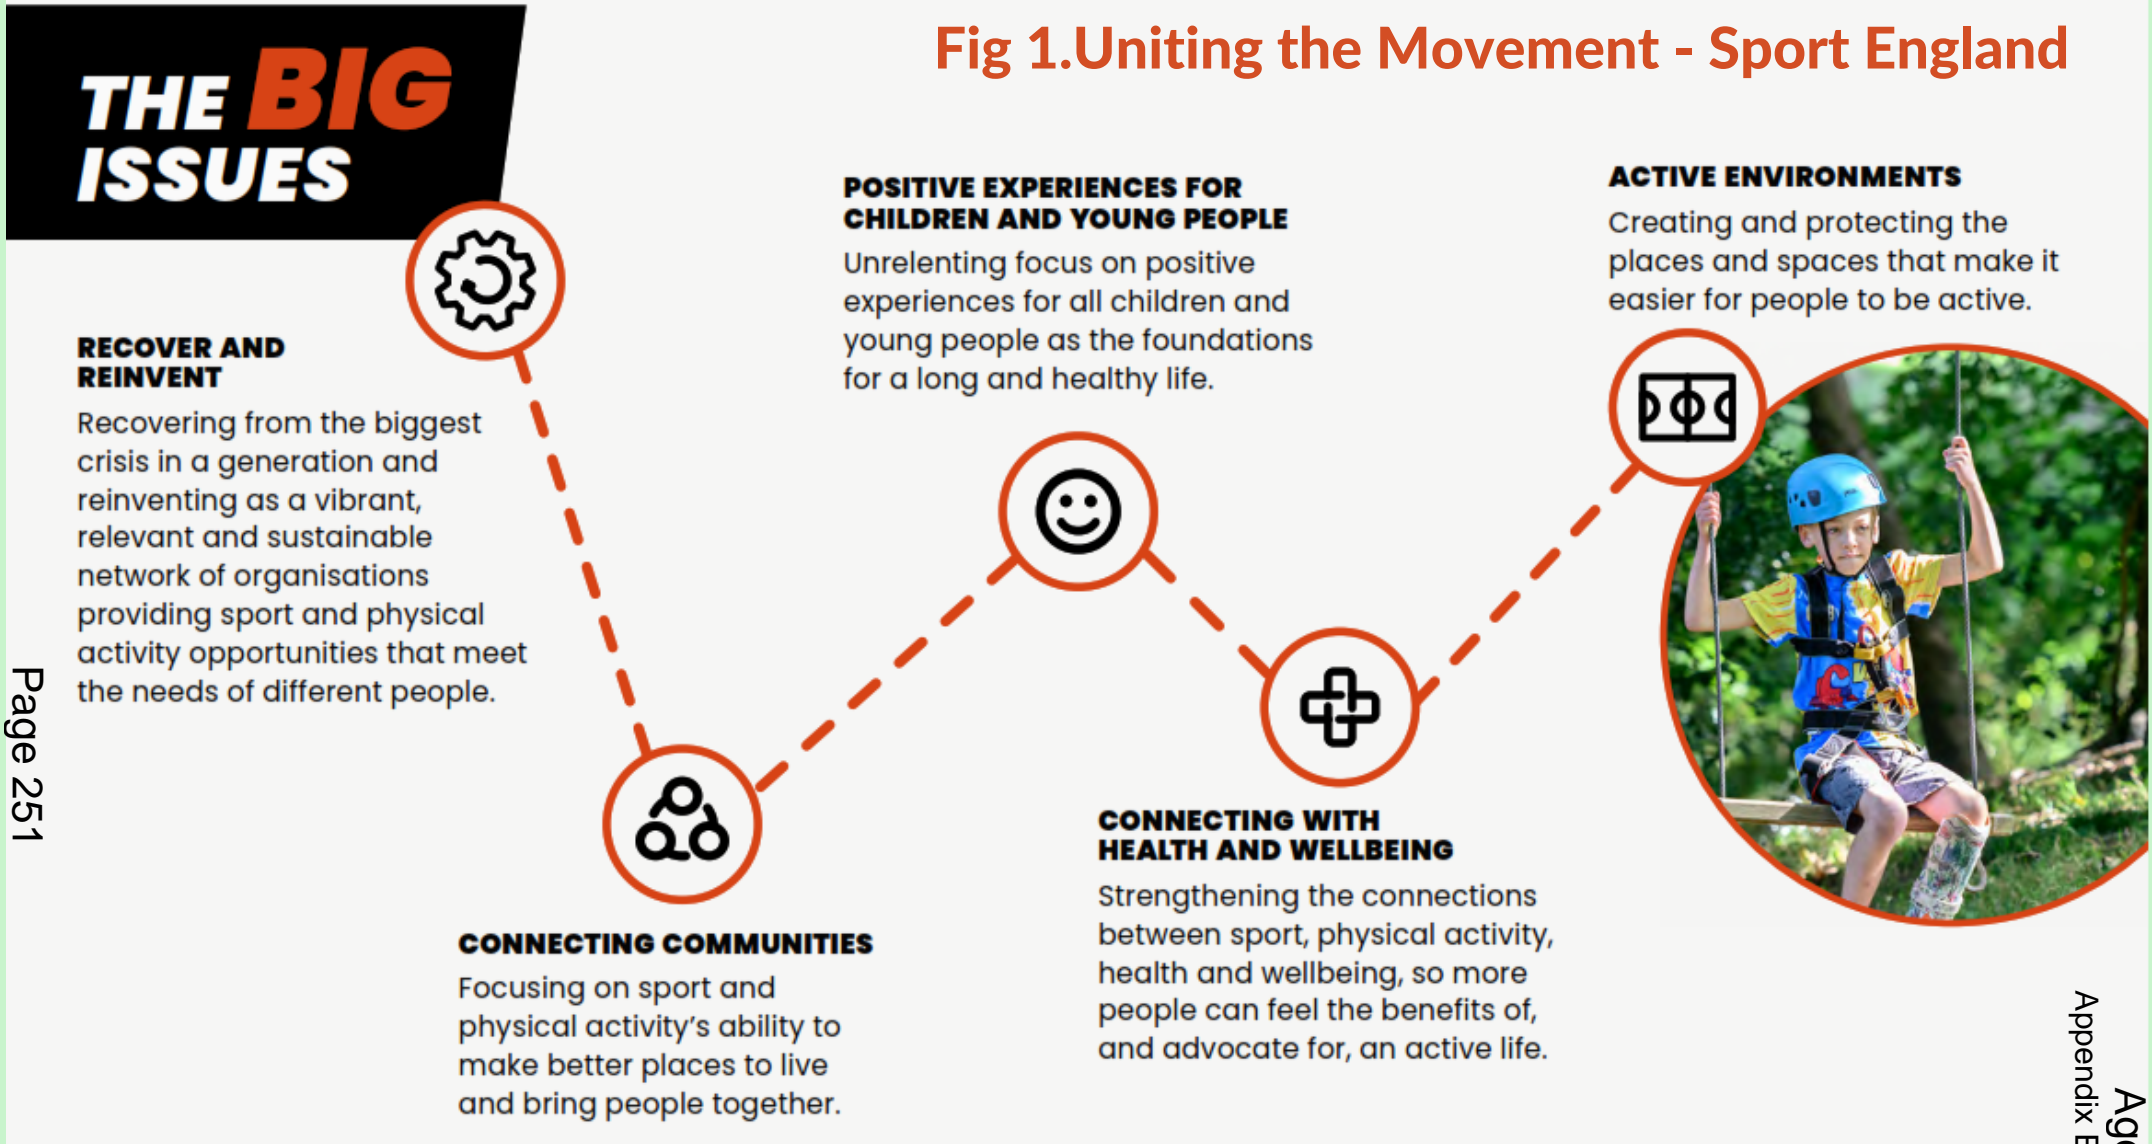 THE BIG
ISSUES
Fig 1.Uniting the Movement - Sport England
RECOVER AND
REINVENT
Recovering from the biggest
crisis in a generation and
reinventing as a vibrant,
relevant and sustainable
network of organisations
providing sport and physical
activity opportunities that meet
the needs of different people.
CONNECTING COMMUNITIES
Focusing on sport and
physical activity's ability to
make better places to live
and bring people together.
POSITIVE EXPERIENCES FOR
CHILDREN AND YOUNG PEOPLE
Unrelenting focus on positive
experiences for all children and
young people as the foundations
for a long and healthy life.
CONNECTING WITH
HEALTH AND WELLBEING
Strengthening the connections
between sport, physical activity,
health and wellbeing, so more
people can feel the benefits of,
and advocate for, an active life.
ACTIVE ENVIRONMENTS
Creating and protecting the
places and spaces that make it
easier for people to be active.
Page 251
Appendix